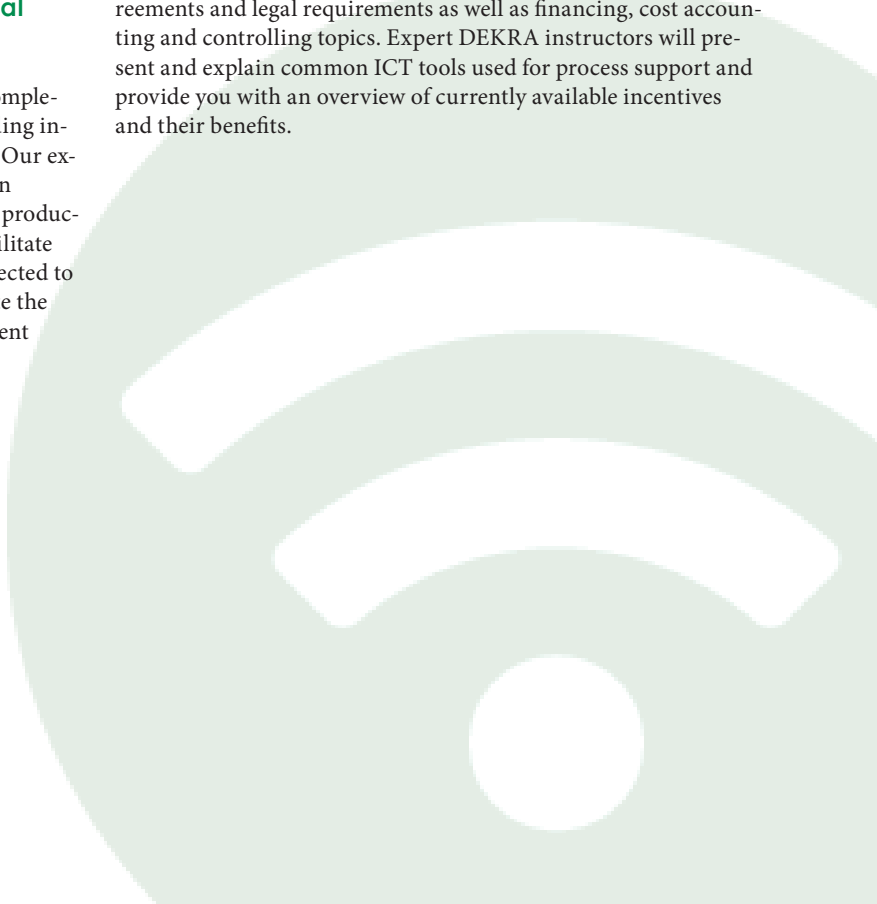 al
omple-
ing in-
Our ex-
n
produc-
ilitate
ected to
e the
ent
reements and legal requirements as well as financing, cost accoun-
ting and controlling topics. Expert DEKRA instructors will pre-
sent and explain common ICT tools used for process support and
provide you with an overview of currently available incentives
and their benefits.